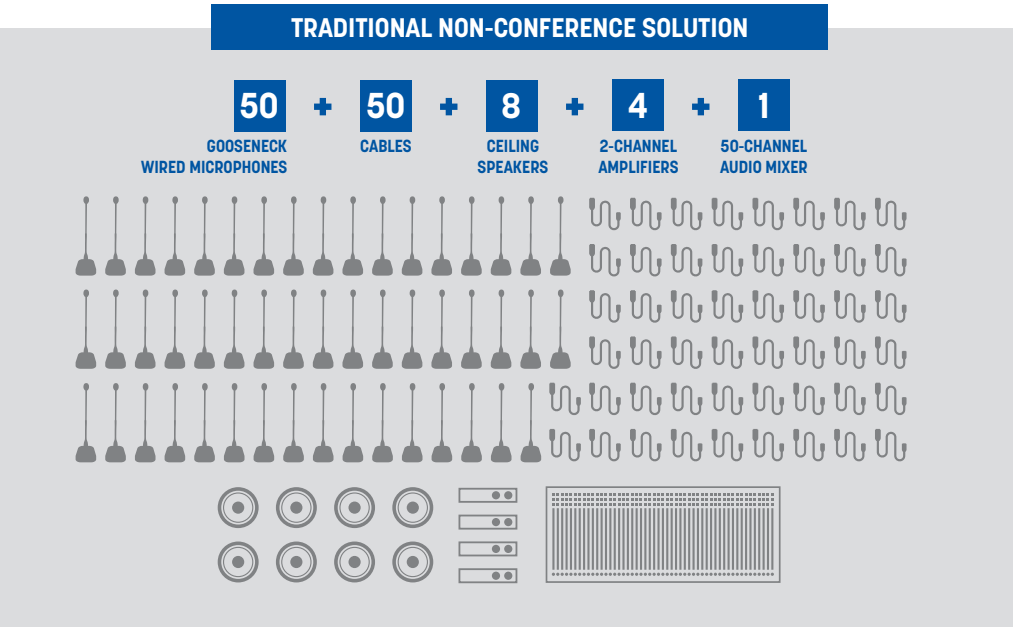 TRADITIONAL NON-CONFERENCE SOLUTION
50 + 50 + 8 + 4 + 1
GOOSENECK
WIRED MICROPHONES
CABLES
CEILING
SPEAKERS
2-CHANNEL
AMPLIFIERS
50-CHANNEL
AUDIO MIXER